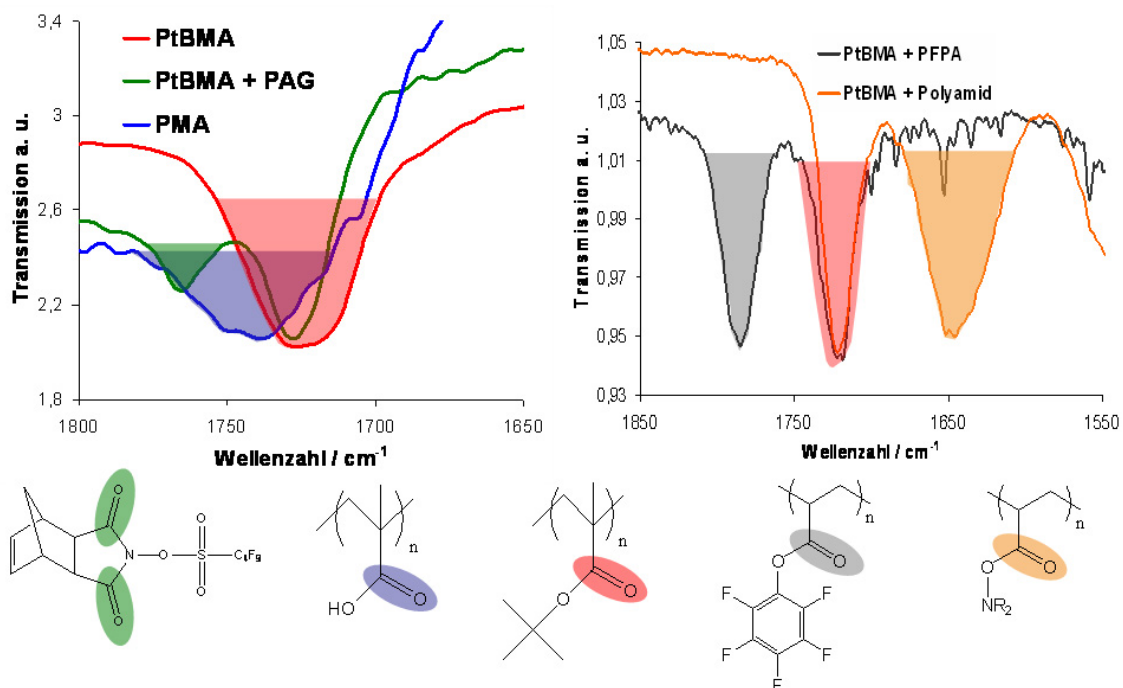 PtBMA
PtBMA + PAG
PMA
Transmission a. u.
3,4
3
2,6
2,2
1,8
1800
1750
1700
1650
Wellenzahl / cm-1
PtBMA + PFPA
PtBMA + Polyamid
Transmission a. u.
1,05
1,03
1,01
0,99
0,97
0,95
0,93
1850
1750
1650
1550
Wellenzahl / cm-1
O
N
O
O
O
S
O
C4F9
n
HO
O
n
O
O
n
O
O
F
F
F
F
F
n
O
O
NR2